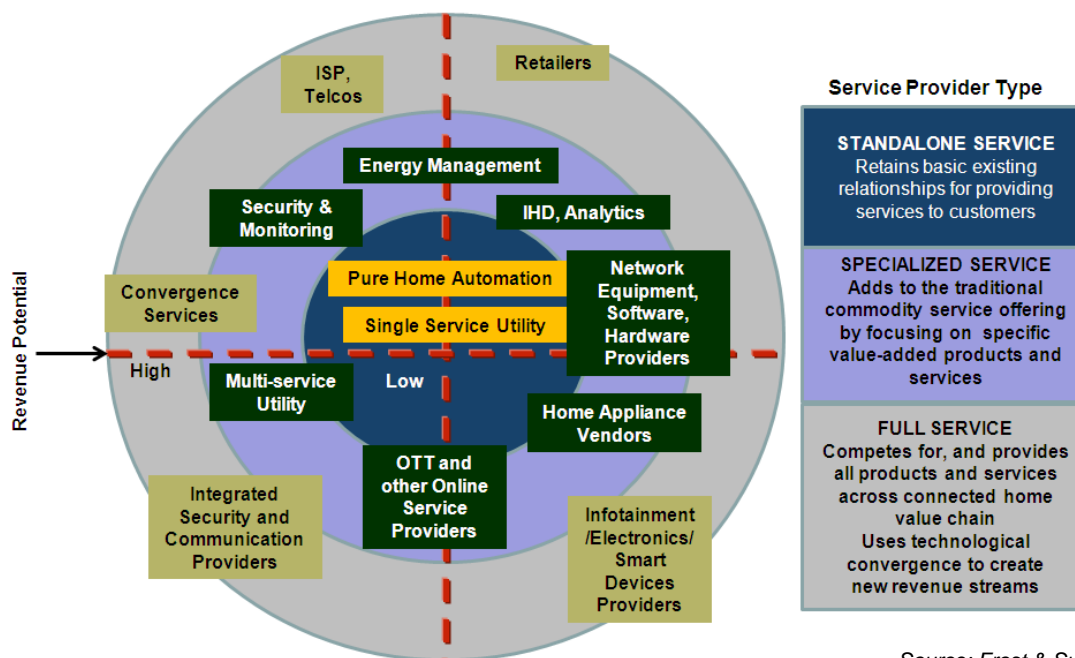 ISP,
Telcos
Retailers
Energy Management
Security &
Monitoring
IHD, Analytics
Pure Home Automation
Single Service Utility
Network
Equipment,
Software,
Hardware
Providers
Convergence
Services
Revenue Potential
High
Low
Multi-service
Utility
Home Appliance
Vendors
OTT and
other Online
Service
Providers
Integrated
Security and
Communication
Providers
Infotainment
/Electronics/
Smart
Devices
Providers
Service Provider Type
STANDALONE SERVICE
Retains basic existing
relationships for providing
services to customers
SPECIALIZED SERVICE
Adds to the traditional
commodity service offering
by focusing on specific
value-added products and
services
FULL SERVICE
Competes for, and provides
all products and services
across connected home
value chain
Uses technological
convergence to create
new revenue streams
Source: Frost &